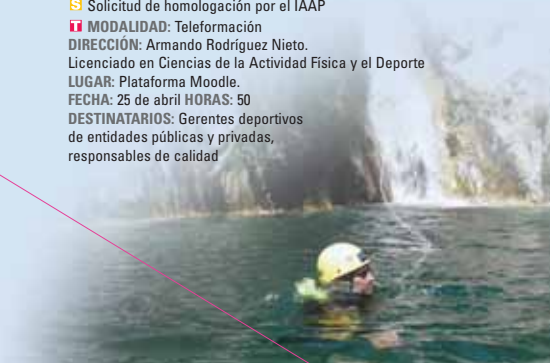 S Solicitud de homologación por el IAAP
T MODALIDAD: Teleformación
DIRECCIÓN: Armando Rodríguez Nieto.
Licenciado en Ciencias de la Actividad Física y el Deporte
LUGAR: Plataforma Moodle.
FECHA: 25 de abril HORAS: 50
DESTINATARIOS: Gerentes deportivos
de entidades públicas y privadas,
responsables de calidad